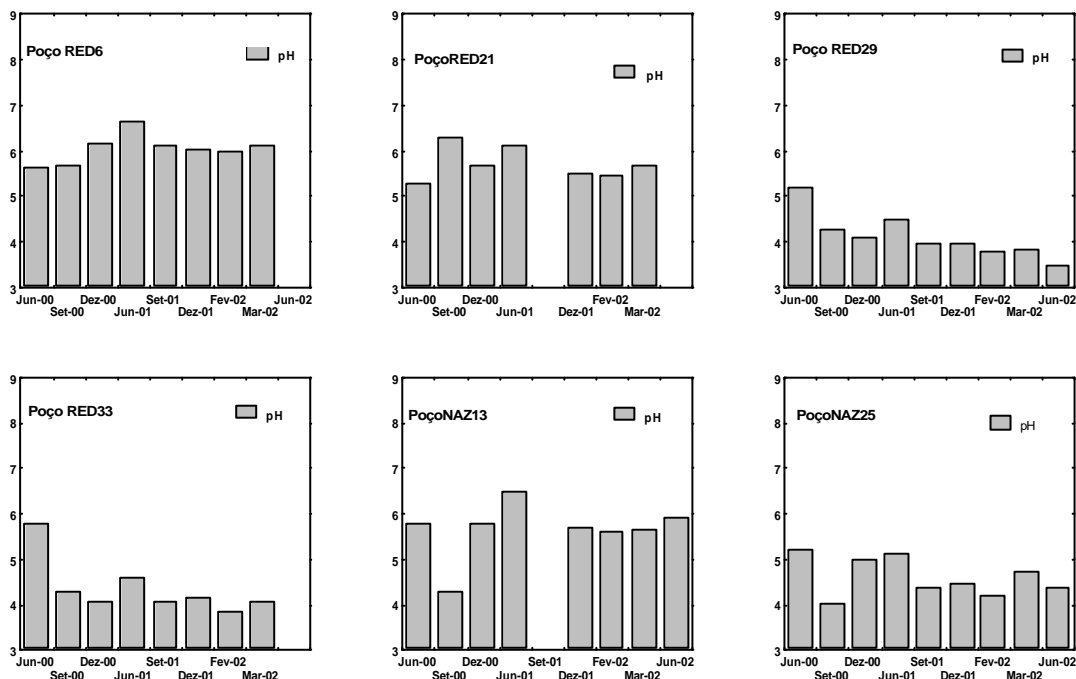 9 9 9
Poço RED6 pH PoçoRED21 pH Poço RED29 pH
8 8 8
7 7 7
6 6 6
5 5 5
4 4 4
3 3 3
Jun-00 Dez-00 Set-01 Fev-02 Jun-02 Jun-00 Dez-00 Fev-02 Jun-00 Dez-00 Set-01 Fev-02 Jun-02
Set-00 Jun-01 Dez-01 Mar-02 Set-00 Jun-01 Dez-01 Mar-02 Set-00 Jun-01 Dez-01 Mar-02
9 9 9
Poço RED33 pH PoçoNAZ13 pH PoçoNAZ25 pH
8 8 8
7 7 7
6 6 6
5 5 5
4 4 4
3 3 3
Jun-00 Dez-00 Set-01 Fev-02 Jun-00 Dez-00 Set-01 Fev-02 Jun-02 Jun-00 Dez-00 Set-01 Fev-02 Jun-02
Set-00 Jun-01 Dez-01 Mar-02 Set-00 Jun-01 Dez-01 Mar-02 Set-00 Jun-01 Dez-01 Mar-02